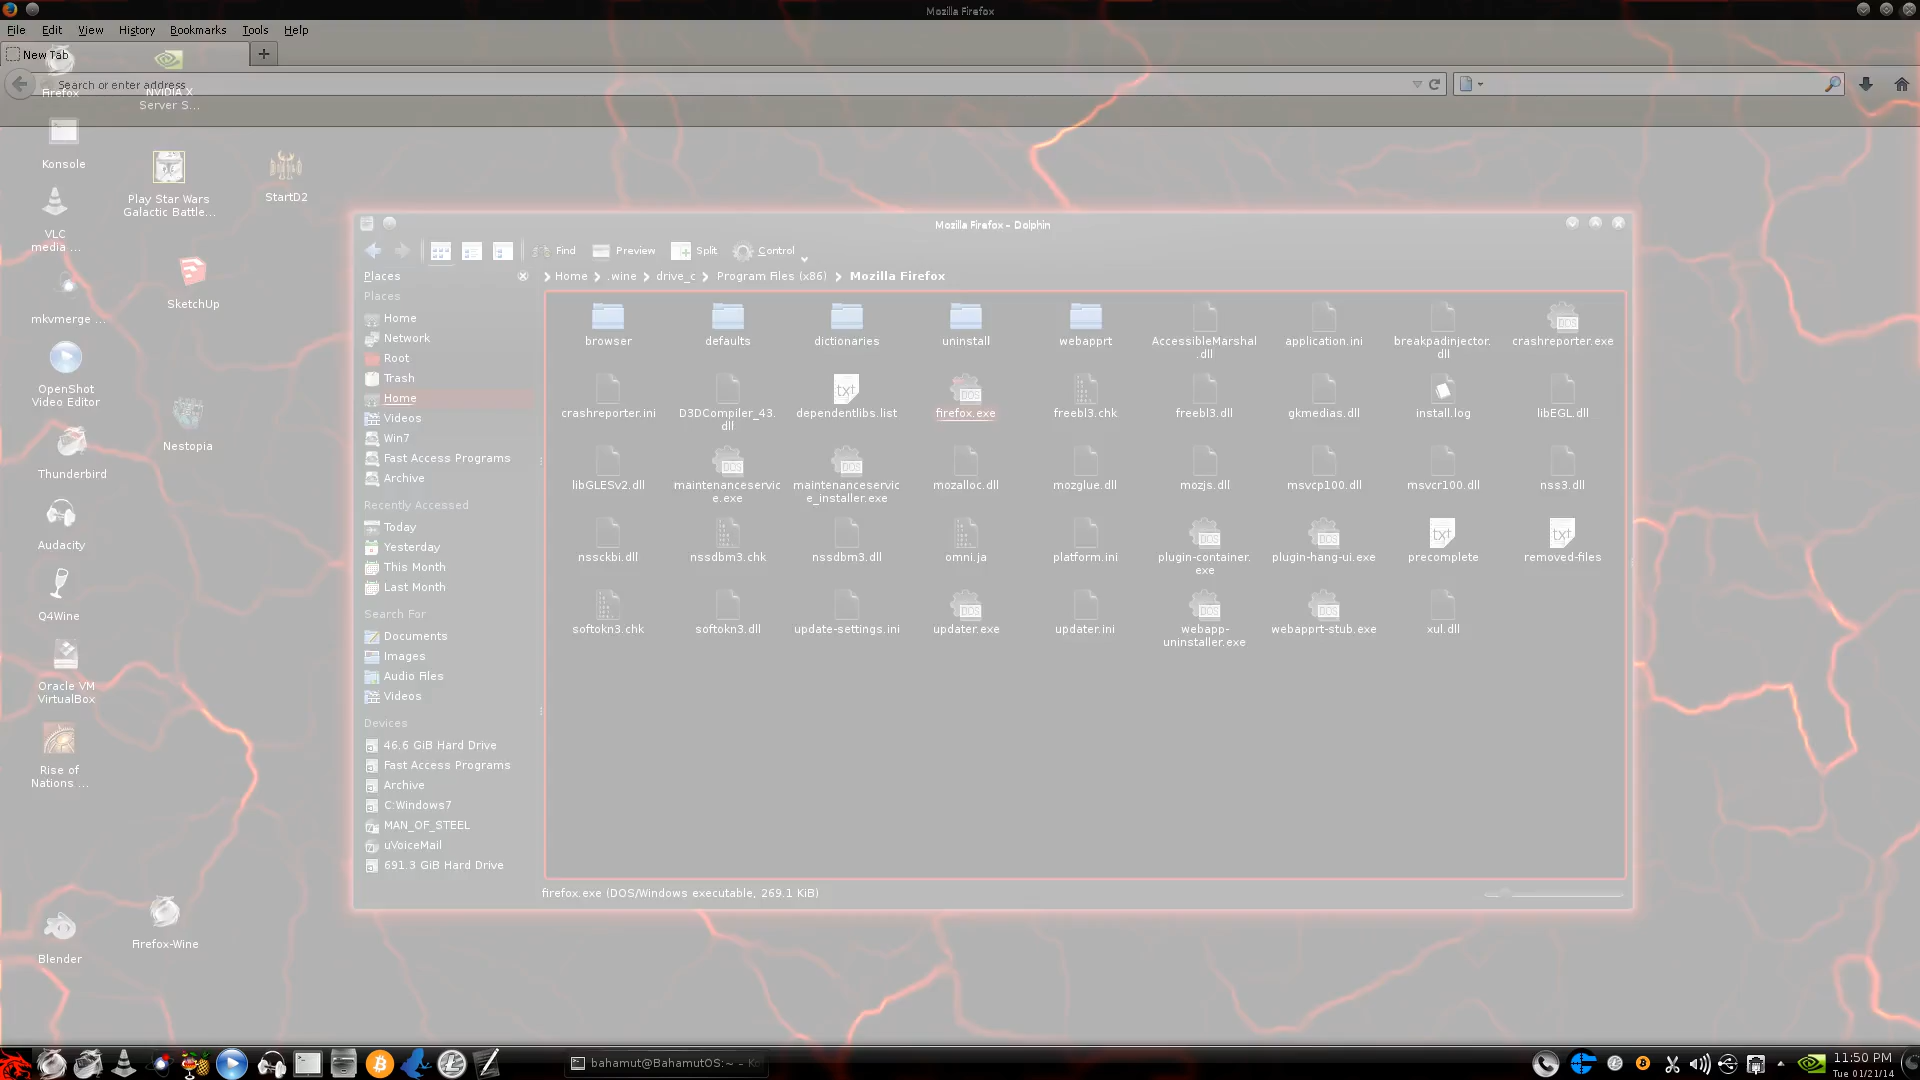 Mozilla Firefox
File Edit View History Bookmarks Tools Help
New Tab
Search or enter address
Firefox
NVIDIA X
Server S...
Konsole
Play Star Wars
Galactic Battle...
StartD2
VLC
media ...
SketchUp
mkvmerge ...
OpenShot
Video Editor
Nestopia
Thunderbird
Audacity
Q4Wine
Oracle VM
VirtualBox
Rise of
Nations ...
Firefox-Wine
Blender
Mozilla Firefox – Dolphin
Find Preview Split Control
Places
Home .wine drive_c Program Files (x86) Mozilla Firefox
Places
Home
Network
Root
Trash
Home
Videos
Win7
Fast Access Programs
Archive
Recently Accessed
Today
Yesterday
This Month
Last Month
Search For
Documents
Images
Audio Files
Videos
Devices
46.6 GiB Hard Drive
Fast Access Programs
Archive
C:Windows7
MAN_OF_STEEL
uVoiceMail
691.3 GiB Hard Drive
browser defaults dictionaries uninstall webapprt AccessibleMarshal application.ini breakpadinjector. crashreporter.exe
.dll dll
crashreporter.ini D3DCompiler_43. dependentlibs.list firefox.exe freebl3.chk freebl3.dll gkmedias.dll install.log libEGL.dll
dll
libGLESv2.dll maintenanceservic maintenanceservic mozalloc.dll mozglue.dll mozjs.dll msvcp100.dll msvcr100.dll nss3.dll
e.exe e_installer.exe
nssckbi.dll nssdbm3.chk nssdbm3.dll omni.ja platform.ini plugin-container. plugin-hang-ui.exe precomplete removed-files
exe
softokn3.chk softokn3.dll update-settings.ini updater.exe updater.ini webapp- webapprt-stub.exe xul.dll
uninstaller.exe
firefox.exe (DOS/Windows executable, 269.1 KiB)
bahamut@BahamutOS:~ – K
11:50 PM
Tue 01/21/14